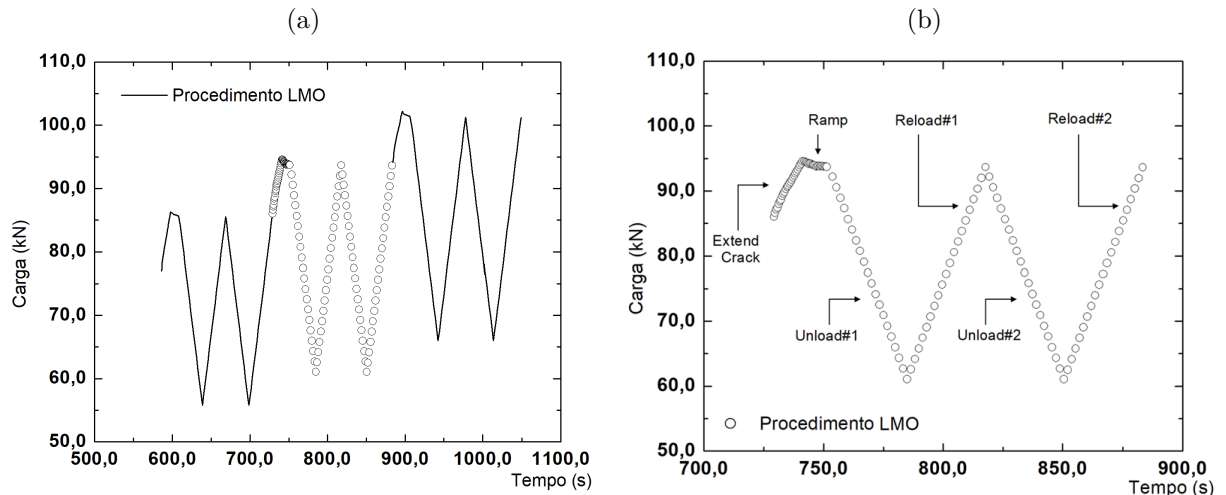 (a)
110,0
100,0
90,0
80,0
70,0
60,0
50,0
Carga (kN)
Procedimento LMO
500,0 600,0 700,0 800,0 900,0 1000,0 1100,0
Tempo (s)
(b)
110,0
100,0
90,0
80,0
70,0
60,0
50,0
Carga (kN)
Ramp
Reload#1
Reload#2
Extend
Crack
Unload#1
Unload#2
Procedimento LMO
700,0 750,0 800,0 850,0 900,0
Tempo (s)